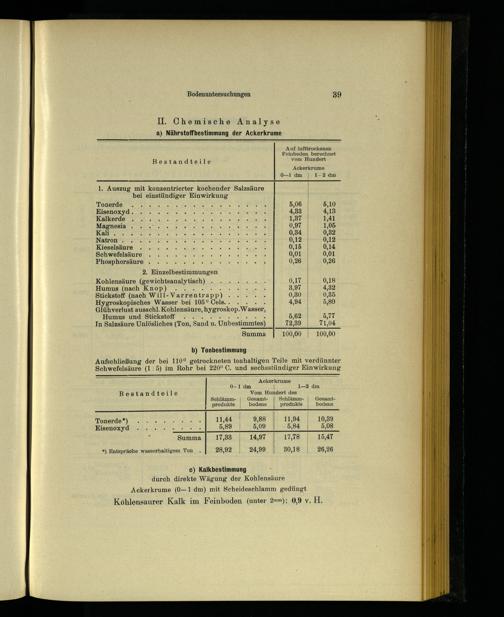 Bodenuntersuchungen 39
II. Chemische Analyse
a) Nährstoffbestimmung der Ackerkrume
Bestandteile
Auf lufttrockenen
Feinboden berechnet
vom Hundert
Ackerkrume
0—1 dm 1—2 dm
1. Auszug mit konzentrierter kochender Salzsäure
bei einstündiger Einwirkung
Tonerde . . . . . . . . . . . . . . . 5,06 5,10
Eisenoxyd . . . . . . . . . . . . . . . 4,33 4,13
Kalkerde . . . . . . . . . . . . . . . 1,37 1,41
Magnesia . . . . . . . . . . . . . . . 0,97 1,05
Kali . . . . . . . . . . . . . . . 0,34 0,32
Natron . . . . . . . . . . . . . . . 0,12 0,12
Kieselsäure . . . . . . . . . . . . . . . 0,15 0,14
Schwefelsäure . . . . . . . . . . . . . . . 0,01 0,01
Phosphorsäure . . . . . . . . . . . . . . . 0,26 0,26
2. Einzelbestimmungen
Kohlensäure (gewichtsanalytisch) . . . . . . . 0,17 0,18
Humus (nach Knop) . . . . . . . . . . . 3,97 4,32
Stickstoff (nach Will-Varrentrapp) . . . . . 0,30 0,35
Hygroskopisches Wasser bei 105° Cels. . . . . . 4,94 5,80
Glühverlust ausschl. Kohlensäure, hygroskop. Wasser,
Humus und Stickstoff . . . . . . . . . . 5,62 5,77
In Salzsäure Unlösliches (Ton, Sand u. Unbestimmtes) 72,39 71,04
Summa 100,00 100,00
b) Tonbestimmung
Aufschließung der bei 110° getrockneten tonhaltigen Teile mit verdünnter
Schwefelsäure (1 : 5) im Rohr bei 220° C. und sechsstündiger Einwirkung
Bestandteile
Ackerkrume
0—1 dm 1—2 dm
Vom Hundert des
Schlämm-produkts Gesamt-bodens Schlämm-produkts Gesamt-bodens
Tonerde*) . . . . . . . . 11,44 9,88 11,94 10,39
Eisenoxyd . . . . . . . . 5,89 5,09 5,84 5,08
Summa 17,33 14,97 17,78 15,47
*) Entspräche wasserhaltigem Ton . 28,92 24,99 30,18 26,26
c) Kalkbestimmung
durch direkte Wägung der Kohlensäure
Ackerkrume (0—1 dm) mit Scheideschlamm gedüngt
Kohlensaurer Kalk im Feinboden (unter 2mm): 0,9 v. H.